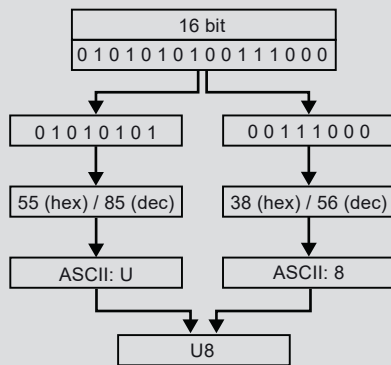 16 bit
0 1 0 1 0 1 0 1 0 0 1 1 1 0 0 0
0 1 0 1 0 1 0 1
0 0 1 1 1 0 0 0
55 (hex) / 85 (dec)
38 (hex) / 56 (dec)
ASCII: U
ASCII: 8
U8